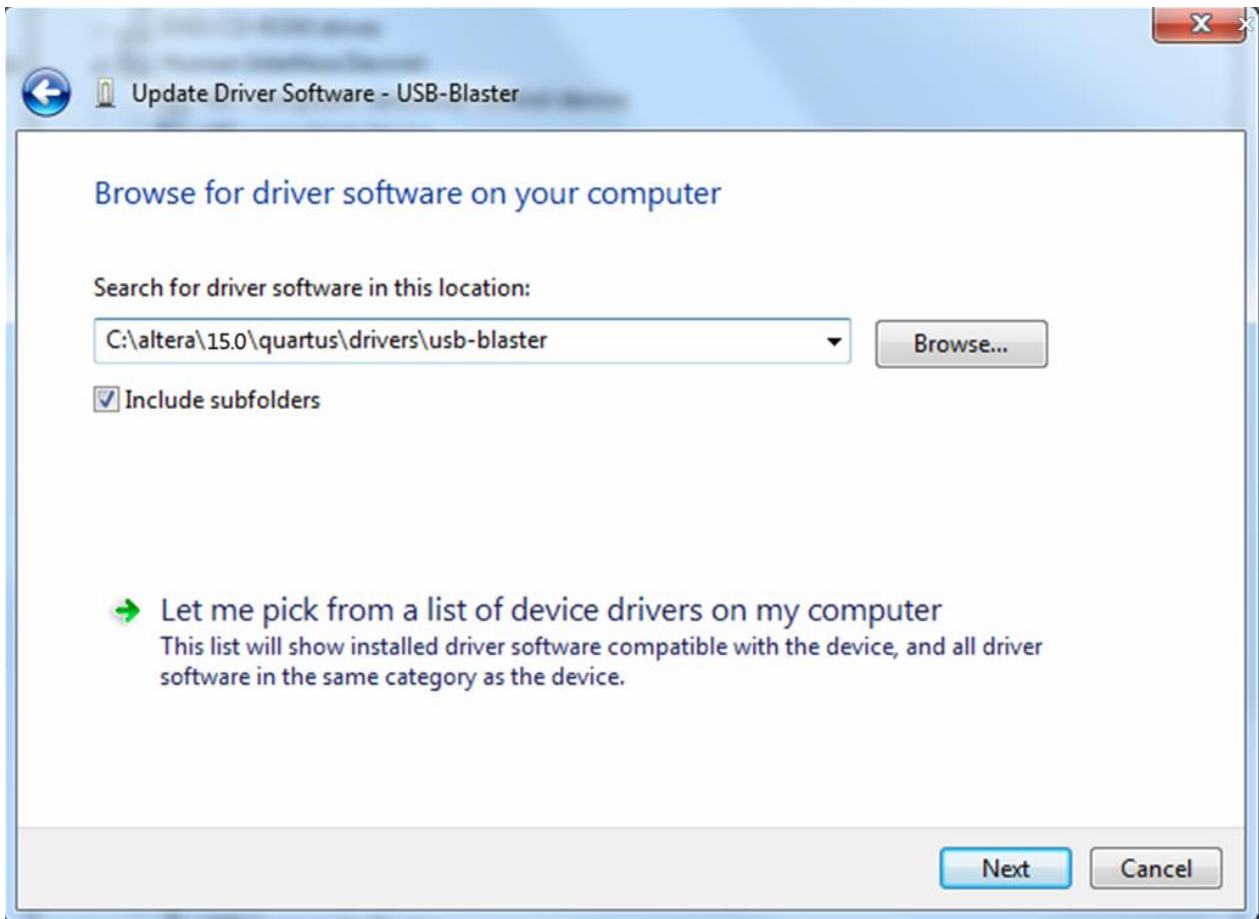 Update Driver Software - USB-Blaster
Browse for driver software on your computer
Search for driver software in this location:
C:\altera\15.0\quartus\drivers\usb-blaster
Browse...
Include subfolders
Let me pick from a list of device drivers on my computer
This list will show installed driver software compatible with the device, and all driver
software in the same category as the device.
Next
Cancel